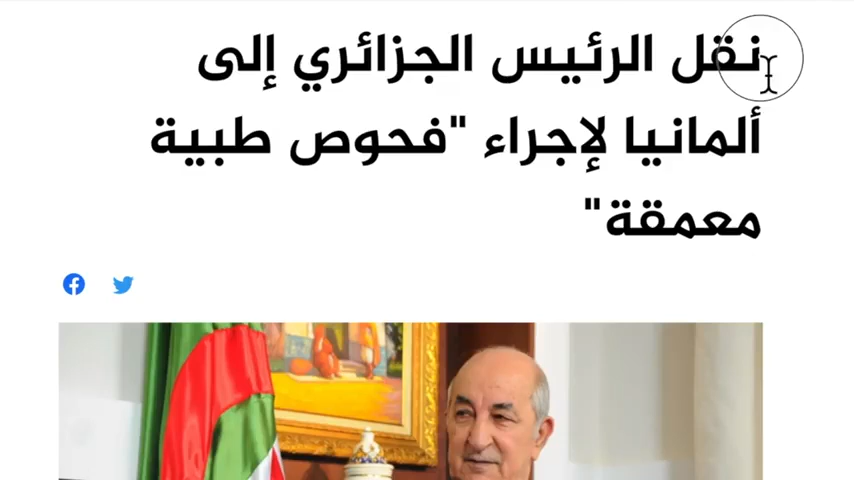 نقل الرئيس الجزائري إلى
ألمانيا لإجراء "فحوص طبية
معمقة"